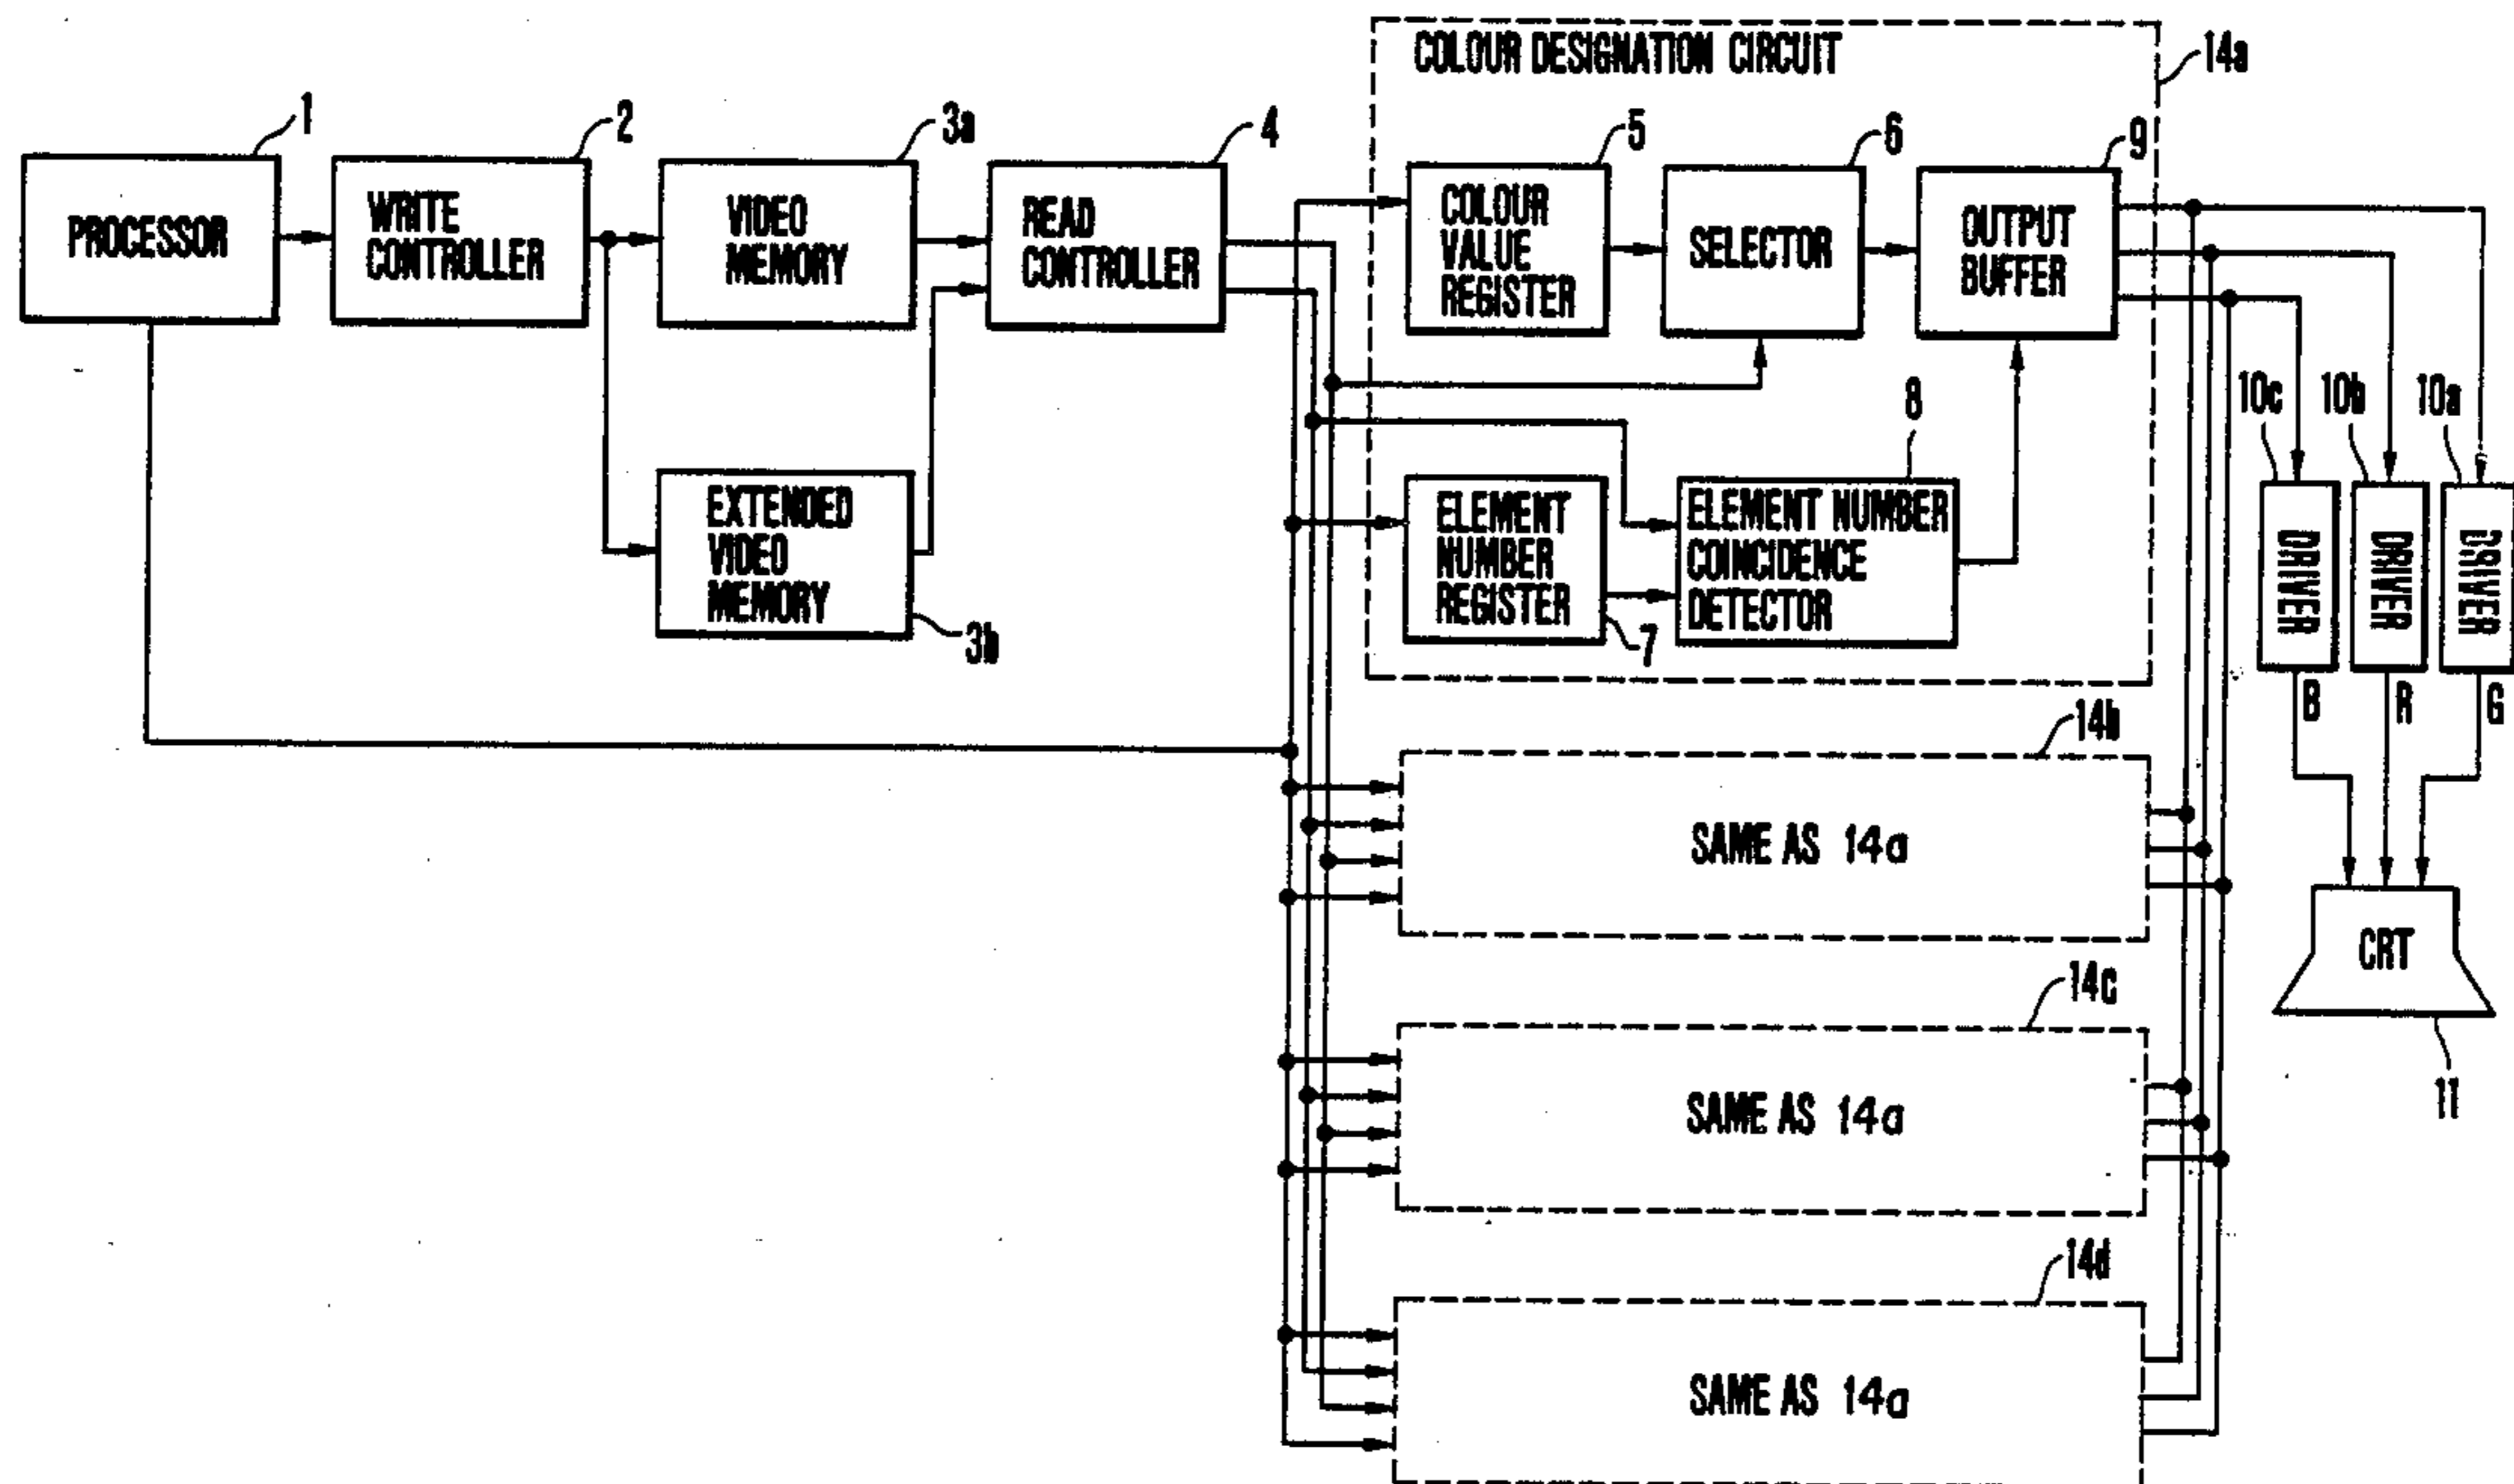 COLOUR DESIGNATION CIRCUIT
14a
1
2
3a
4
5
6
9
PROCESSOR
WRITE
CONTROLLER
VIDEO
MEMORY
READ
CONTROLLER
COLOUR
VALUE
REGISTER
SELECTOR
OUTPUT
BUFFER
10c
10b
10a
8
EXTENDED
VIDEO
MEMORY
3b
ELEMENT
NUMBER
REGISTER
7
ELEMENT NUMBER
COINCIDENCE
DETECTOR
DRIVER
DRIVER
DRIVER
B
R
G
14b
SAME AS 14a
CRT
11
14c
SAME AS 14a
14d
SAME AS 14a